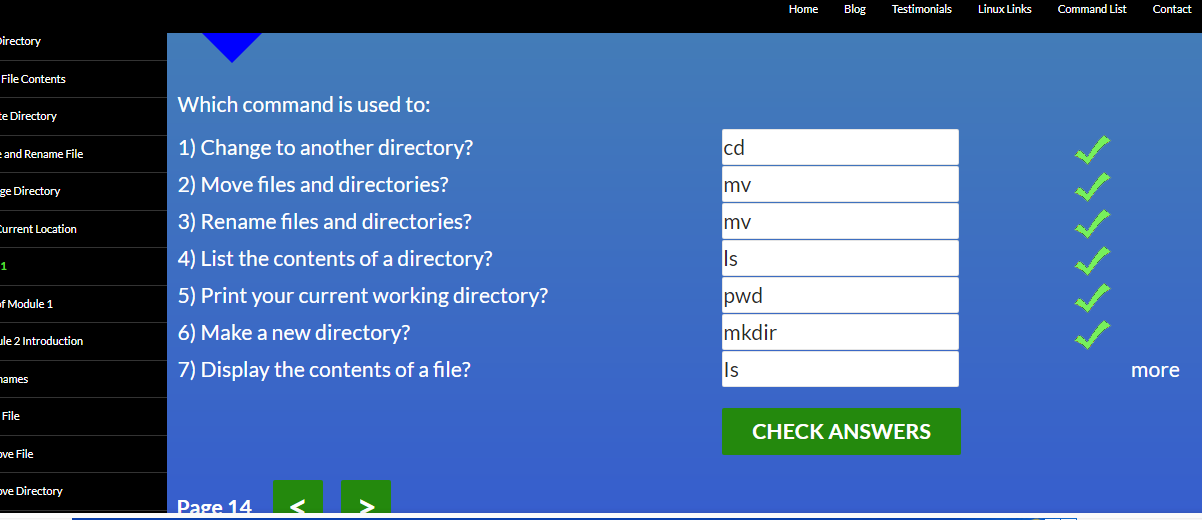 Home Blog Testimonials Linux Links Command List Contact
Directory
File Contents
te Directory
e and Rename File
ge Directory
Current Location
1
of Module 1
ule 2 Introduction
names
File
ove File
ove Directory
Which command is used to:
1) Change to another directory? cd
2) Move files and directories? mv
3) Rename files and directories? mv
4) List the contents of a directory? ls
5) Print your current working directory? pwd
6) Make a new directory? mkdir
7) Display the contents of a file? ls more
CHECK ANSWERS
Page 14 < >